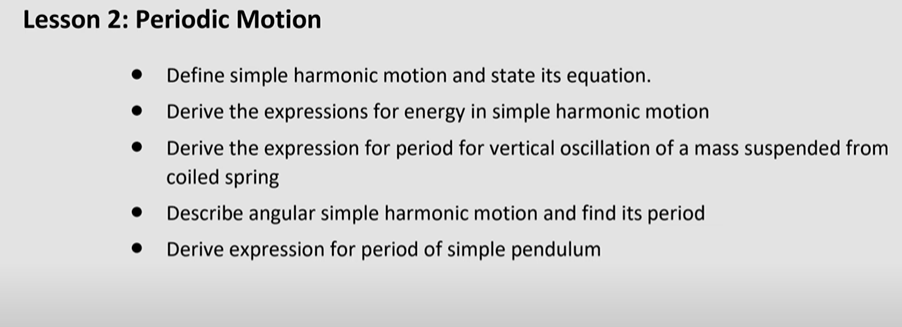 Lesson 2: Periodic Motion
● Define simple harmonic motion and state its equation.
● Derive the expressions for energy in simple harmonic motion
● Derive the expression for period for vertical oscillation of a mass suspended from
coiled spring
● Describe angular simple harmonic motion and find its period
● Derive expression for period of simple pendulum